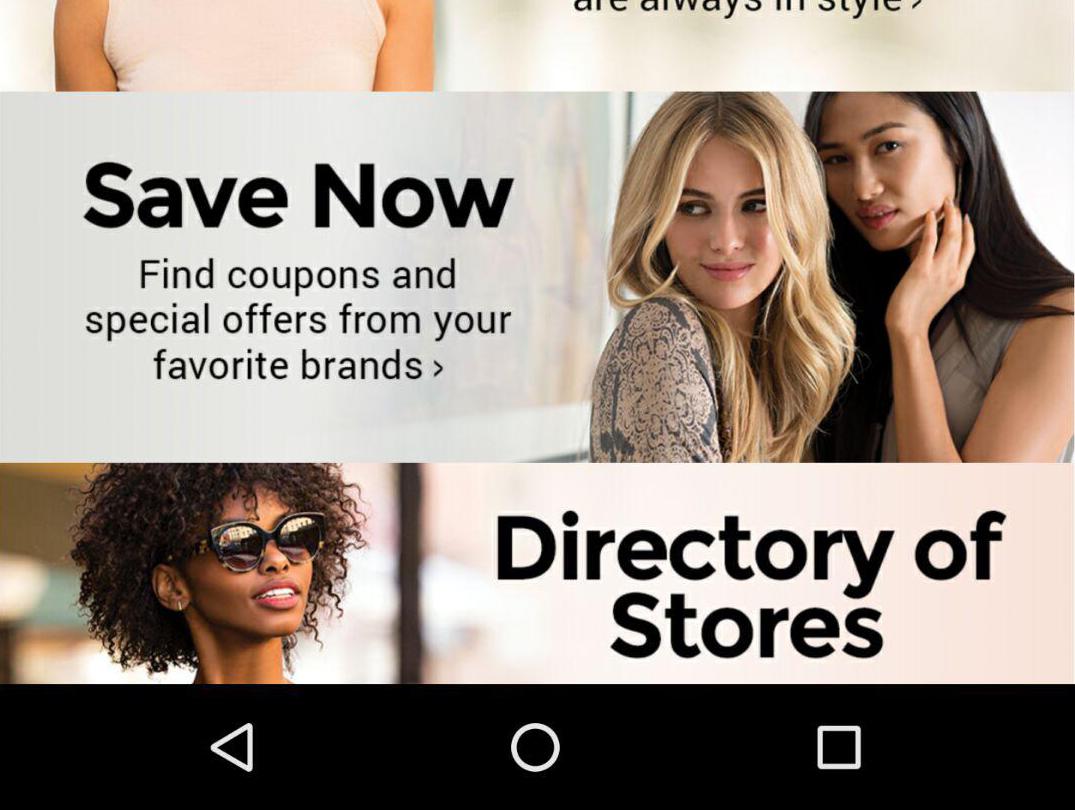 are always in style ›
Save Now
Find coupons and
special offers from your
favorite brands ›
Directory of
Stores